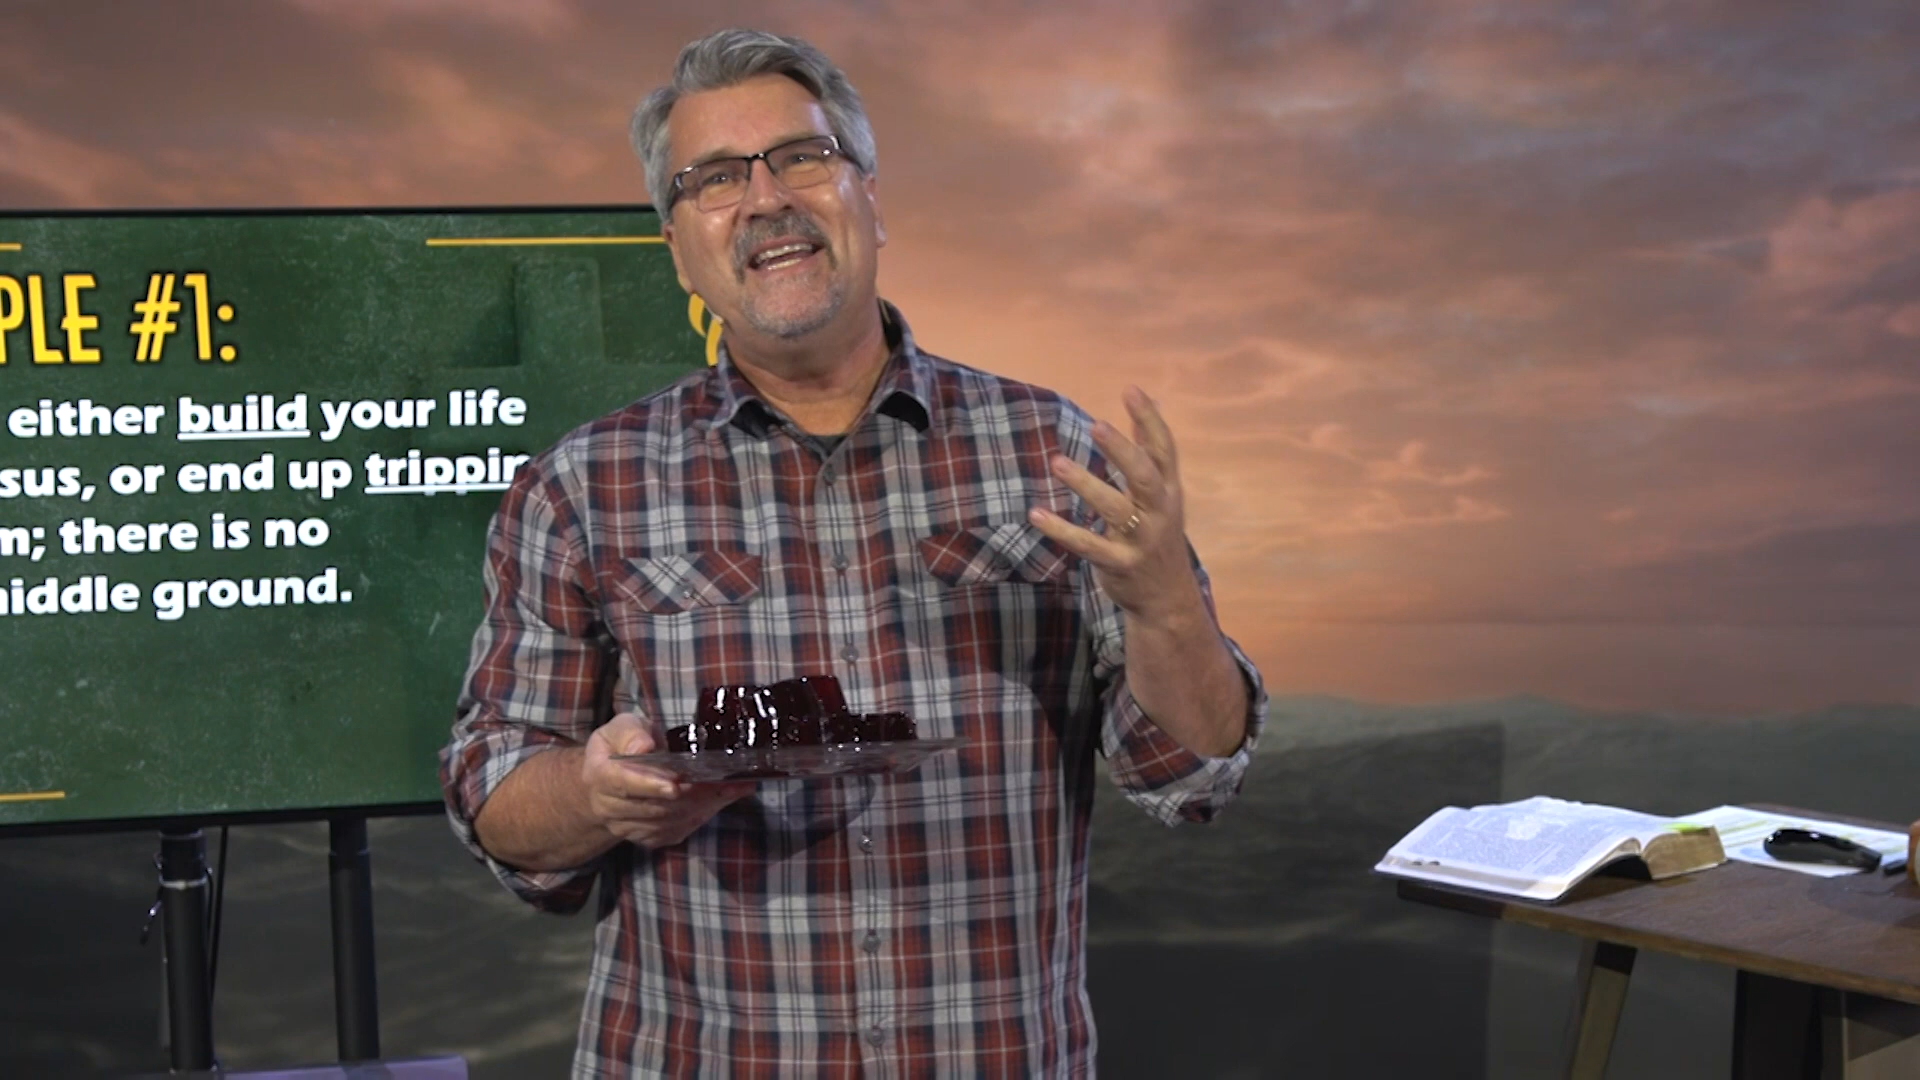 PLE #1:
either build your life
sus, or end up trippin
m; there is no
iddle ground.